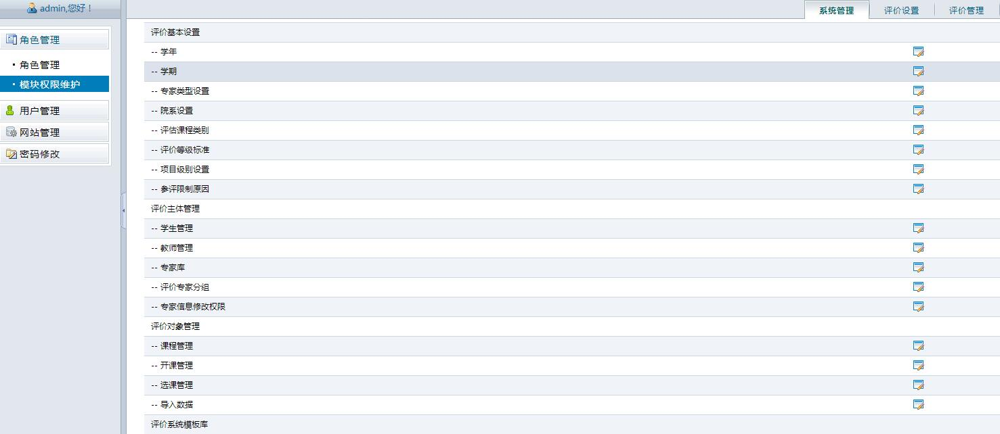 admin,您好！
系统管理
评价设置
评价管理
角色管理
· 角色管理
· 模块权限维护
用户管理
网站管理
密码修改
评价基本设置
-- 学年
-- 学期
-- 专家类型设置
-- 院系设置
-- 评估课程类别
-- 评价等级标准
-- 项目级别设置
-- 参评限制原因
评价主体管理
-- 学生管理
-- 教师管理
-- 专家库
-- 评价专家分组
-- 专家信息修改权限
评价对象管理
-- 课程管理
-- 开课管理
-- 选课管理
-- 导入数据
评价系统模板库